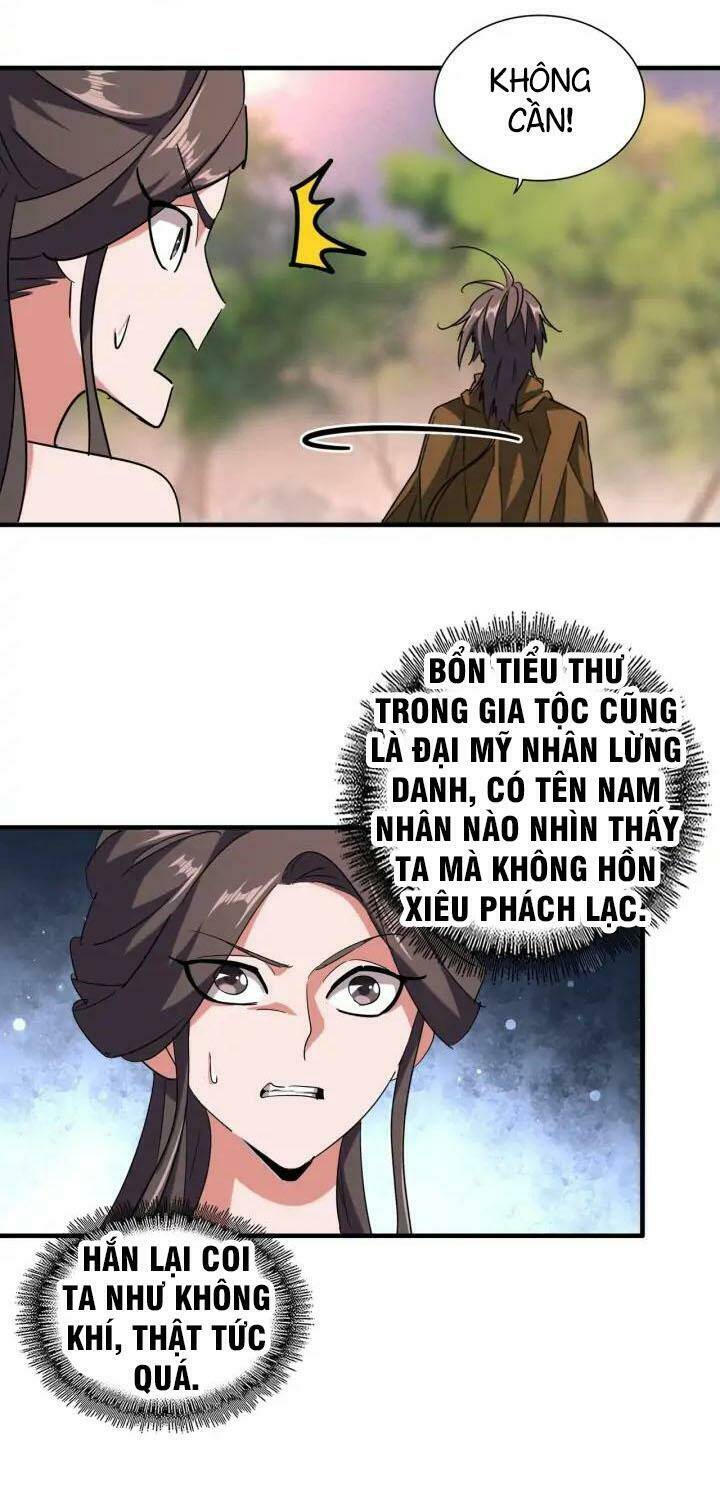 KHÔNG
CẦN!
BỔN TIỂU THƯ
TRONG GIA TỘC CŨNG
LÀ ĐẠI MỸ NHÂN LỪNG
DANH, CÓ TÊN NAM
NHÂN NÀO NHÌN THẤY
TA MÀ KHÔNG HỒN
XIÊU PHÁCH LẠC.
HẮN LẠI COI
TA NHƯ KHÔNG
KHÍ, THẬT TỨC
QUÁ.